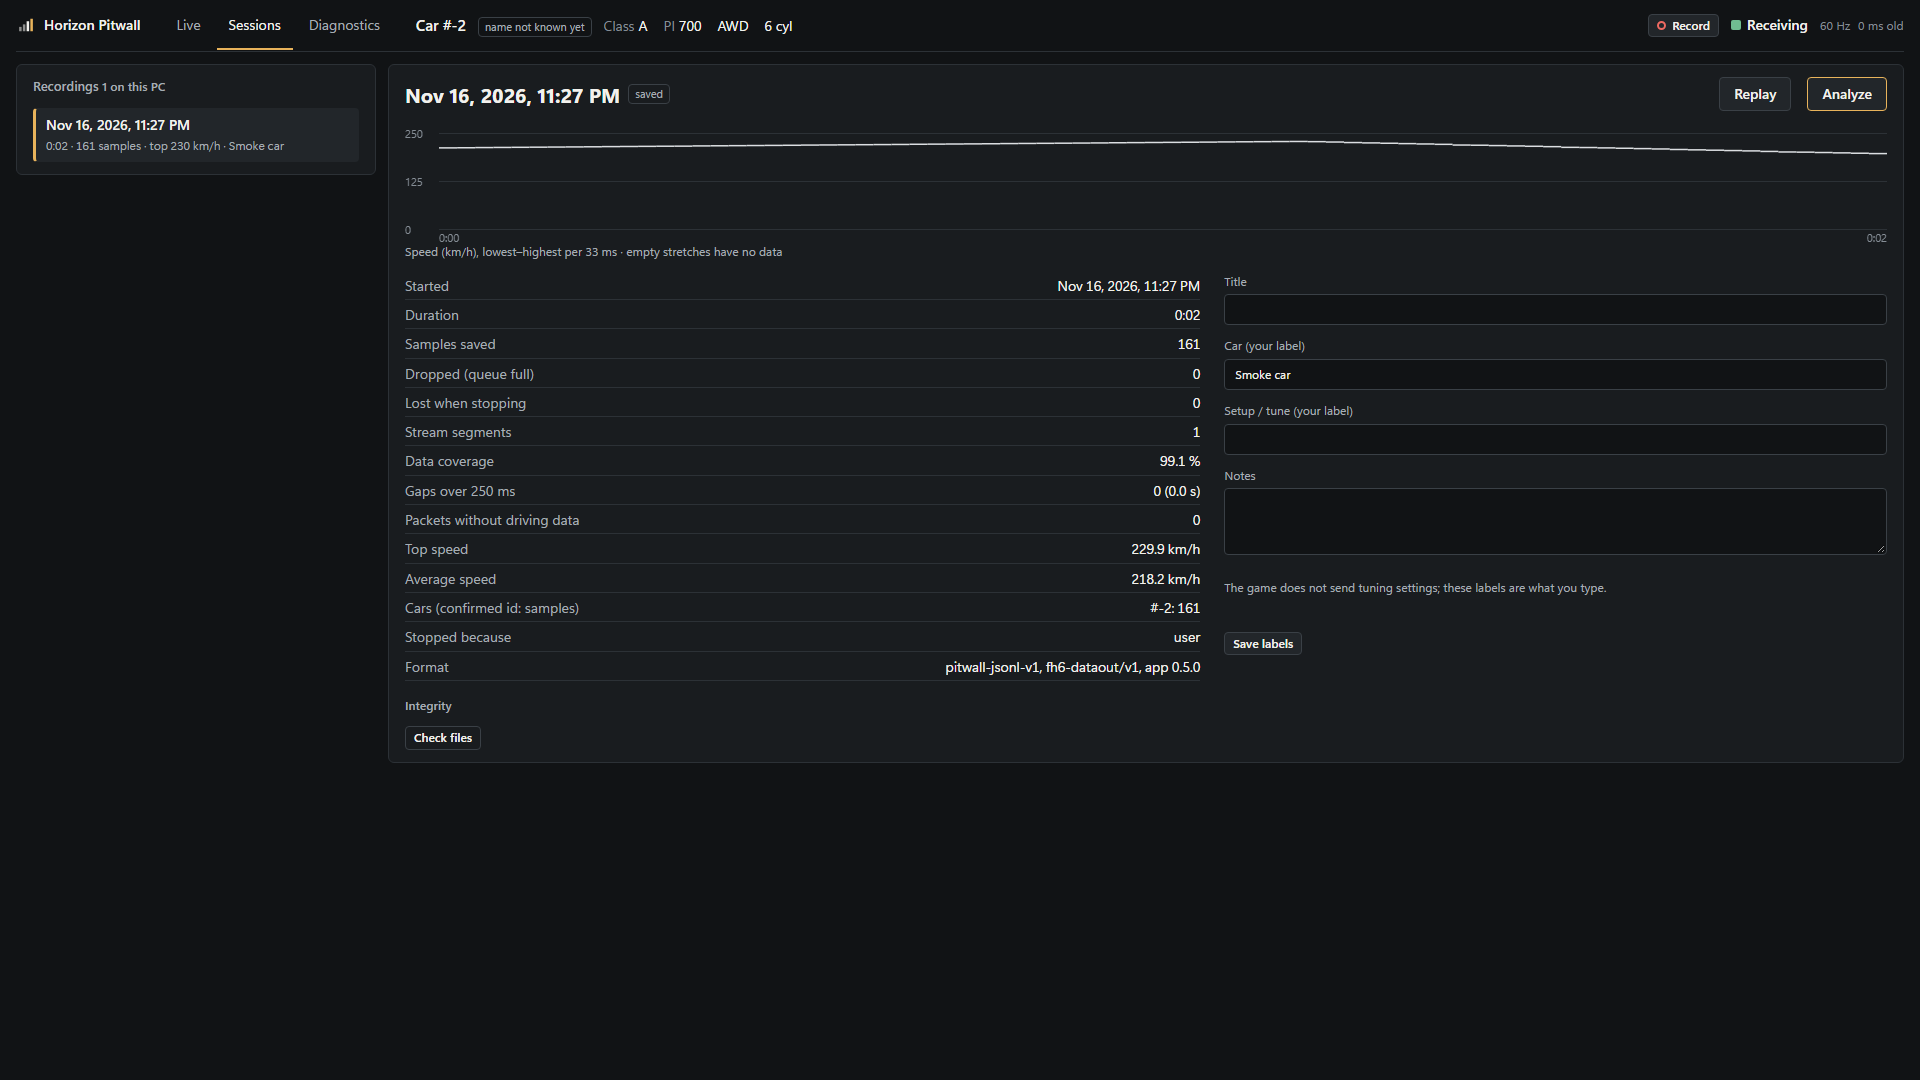 Horizon Pitwall
Live
Sessions
Diagnostics
Car #-2
name not known yet
Class A
PI 700
AWD
6 cyl
Record
Receiving
60 Hz
0 ms old
Recordings 1 on this PC
Nov 16, 2026, 11:27 PM
0:02 · 161 samples · top 230 km/h · Smoke car
Nov 16, 2026, 11:27 PM
saved
Replay
Analyze
250
125
0
0:00
0:02
Speed (km/h), lowest–highest per 33 ms · empty stretches have no data
Started Nov 16, 2026, 11:27 PM
Duration 0:02
Samples saved 161
Dropped (queue full) 0
Lost when stopping 0
Stream segments 1
Data coverage 99.1 %
Gaps over 250 ms 0 (0.0 s)
Packets without driving data 0
Top speed 229.9 km/h
Average speed 218.2 km/h
Cars (confirmed id: samples) #-2: 161
Stopped because user
Format pitwall-jsonl-v1, fh6-dataout/v1, app 0.5.0
Integrity
Check files
Title
Car (your label)
Smoke car
Setup / tune (your label)
Notes
The game does not send tuning settings; these labels are what you type.
Save labels